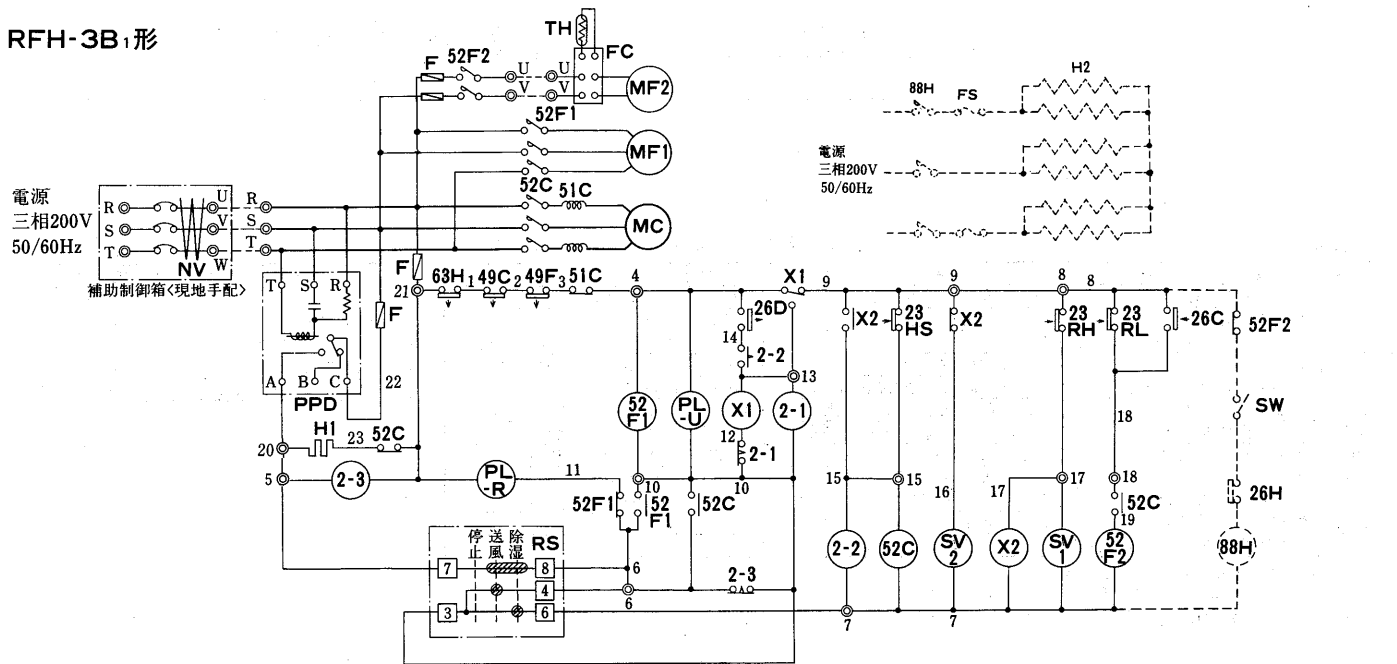 RFH-3B₁形
TH
FC
F
52F2
U
U
V
V
MF2
52F1
MF1
52C
51C
MC
電源
三相200V
50/60Hz
R
S
T
NV
U
V
W
R
S
T
補助制御箱<現地手配>
88H
FS
H2
電源
三相200V
50/60Hz
T
S
R
F
F
21
63H
1
49C
2
49F
3
51C
4
X1
9
9
8
8
26D
X2
23
HS
X2
23
RH
23
RL
26C
52F2
14
2-2
13
A
B
C
22
PPD
52
F1
PL
-U
X1
2-1
12
2-1
18
SW
H1
20
23
52C
5
2-3
PL
-R
11
10
10
15
15
16
17
17
18
26H
52F1
52
F1
52C
52C
19
停止
送風
除湿
RS
2-2
52C
SV
2
X2
SV
1
52
F2
88H
7
8
6
4
6
2-3
A
3
6
7
7